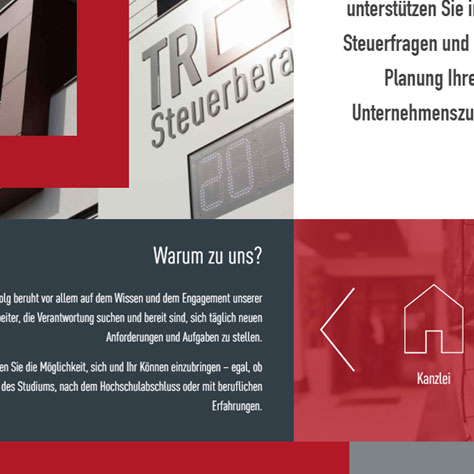 unterstützen Sie
Steuerfragen und
Planung Ihre
Unternehmenszu
TR
Steuerbera
20:1
Warum zu uns?
olg beruht vor allem auf dem Wissen und dem Engagement unserer
eiter, die Verantwortung suchen und bereit sind, sich täglich neuen
Anforderungen und Aufgaben zu stellen.
en Sie die Möglichkeit, sich und Ihr Können einzubringen – egal, ob
des Studiums, nach dem Hochschulabschluss oder mit beruflichen
Erfahrungen.
Kanzlei